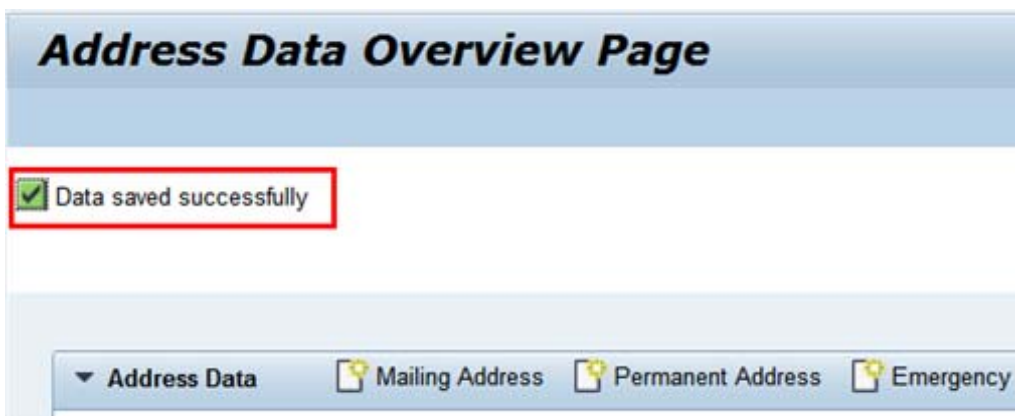 Address Data Overview Page
Data saved successfully
Address Data Mailing Address Permanent Address Emergency